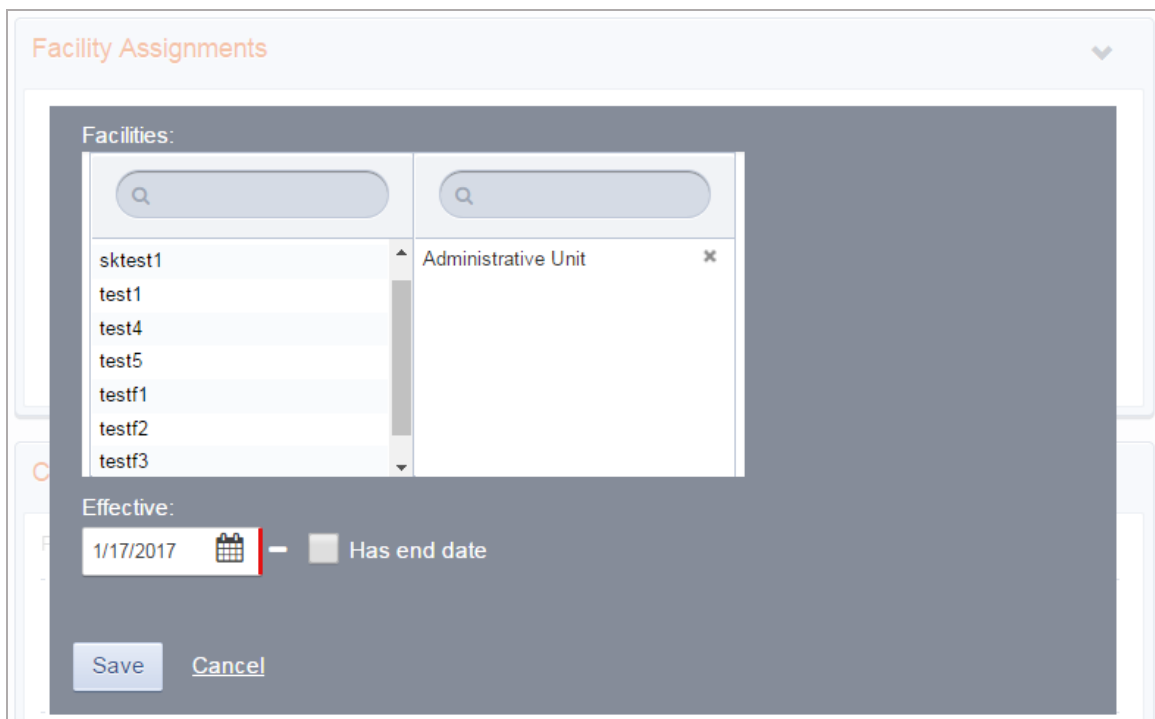 Facility Assignments
Facilities:
sktest1
test1
test4
test5
testf1
testf2
testf3
Administrative Unit
Effective:
1/17/2017
Has end date
Save Cancel